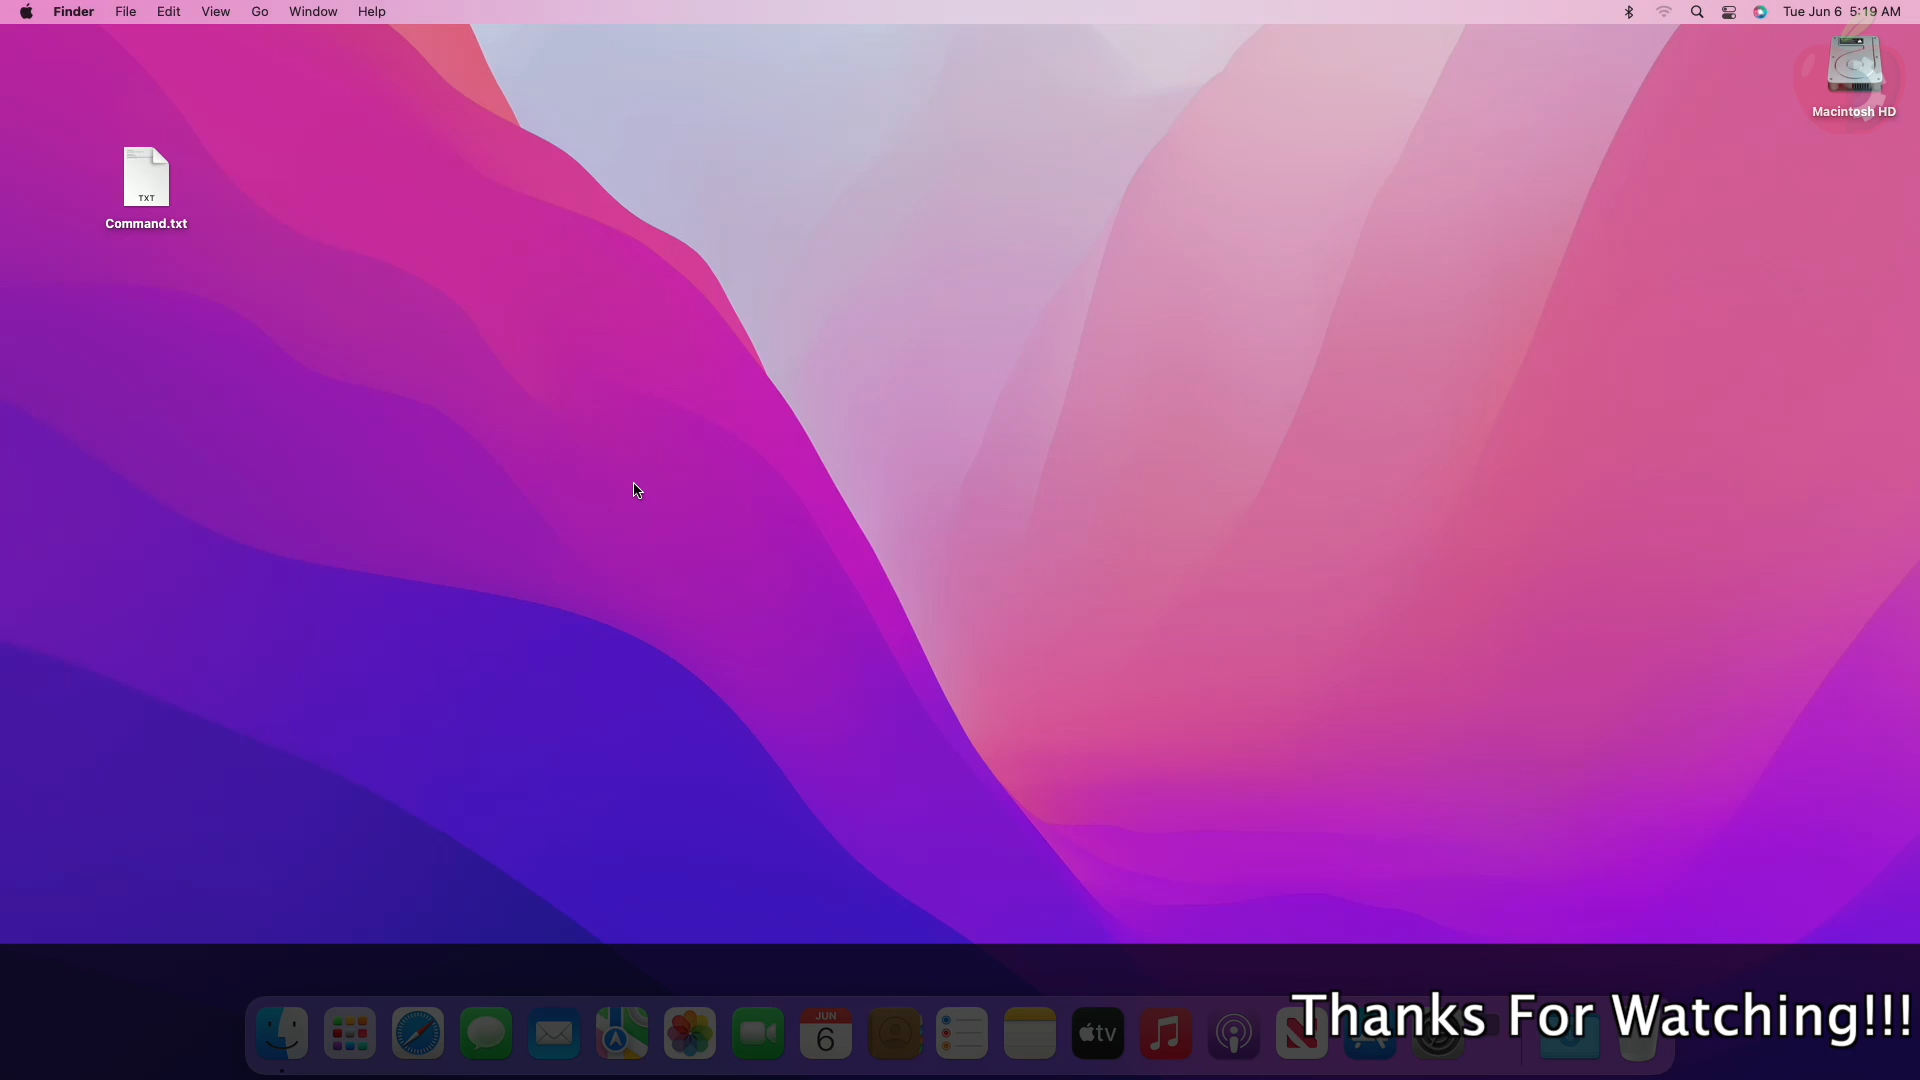 Finder File Edit View Go Window Help
Tue Jun 6 5:19 AM
Macintosh HD
TXT
Command.txt
JUN
6
tv
Thanks For Watching!!!